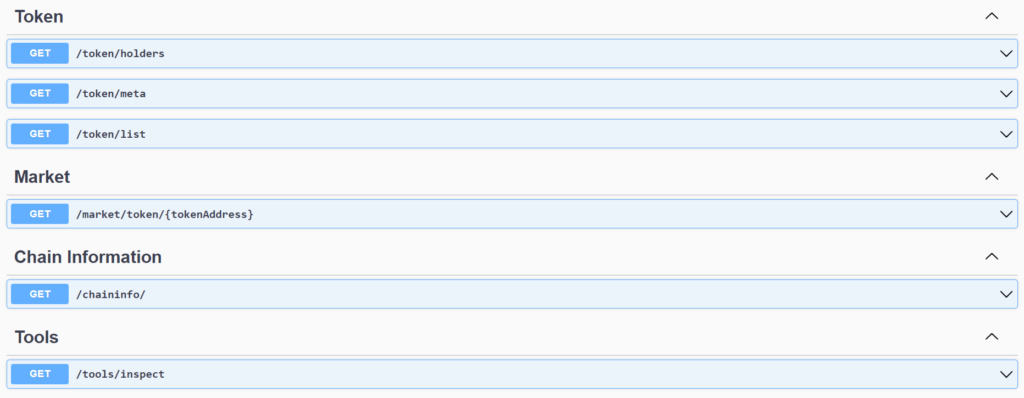 Token
GET /token/holders
GET /token/meta
GET /token/list
Market
GET /market/token/{tokenAddress}
Chain Information
GET /chaininfo/
Tools
GET /tools/inspect